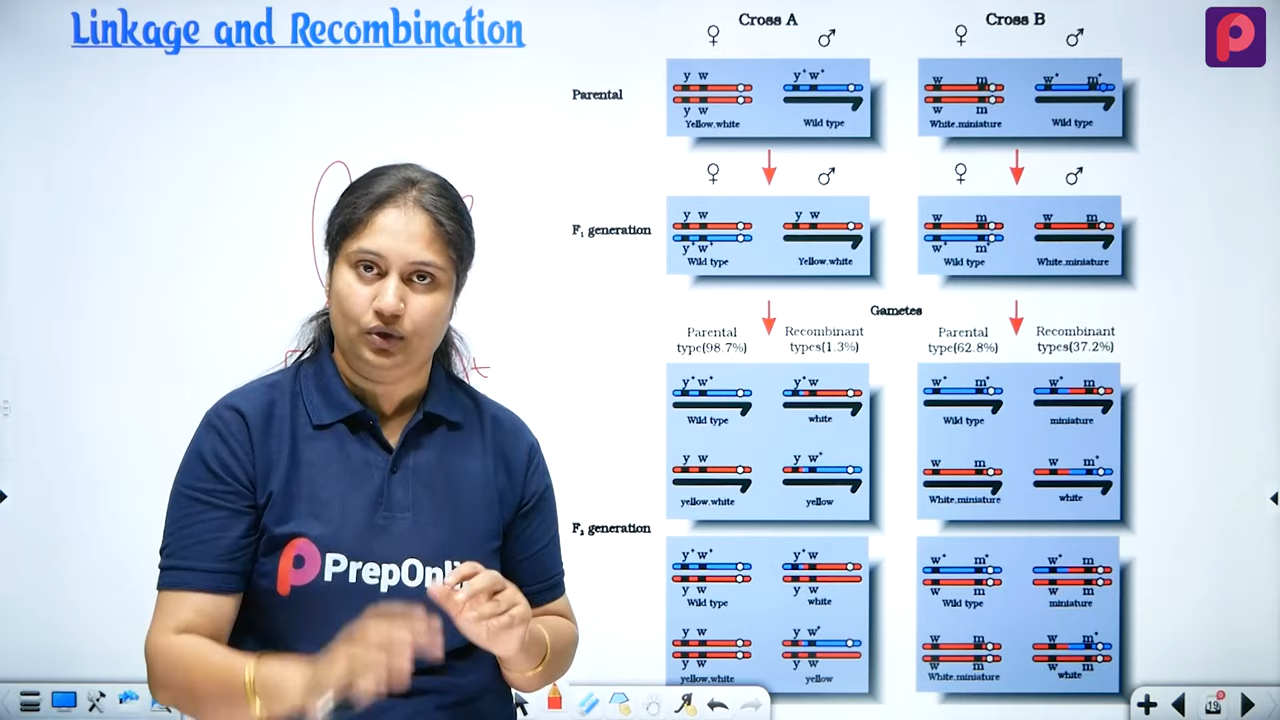 Linkage and Recombination
Cross A
Cross B
♀ ♂ ♀ ♂
Parental
y w y⁺ w⁺ w m w⁺ m⁺
y w w m
Yellow, white Wild type White, miniature Wild type
♀ ♂ ♀ ♂
F₁ generation
y w y w w m w m
y⁺ w⁺ w⁺ m⁺
Wild type Yellow, white Wild type White, miniature
Gametes
Parental type(98.7%)
Recombinant types(1.3%)
Parental type(62.8%)
Recombinant types(37.2%)
y⁺ w⁺ y⁺ w w⁺ m⁺ w⁺ m
Wild type white Wild type miniature
y w y w⁺ w m w m⁺
yellow, white yellow White, miniature white
F₂ generation
y⁺ w⁺ y⁺ w w⁺ m⁺ w⁺ m
y w y w w m w m
Wild type white Wild type miniature
y w y w⁺ w m w m⁺
y w y w w m w m
yellow, white yellow White, miniature white
PrepOnli
19